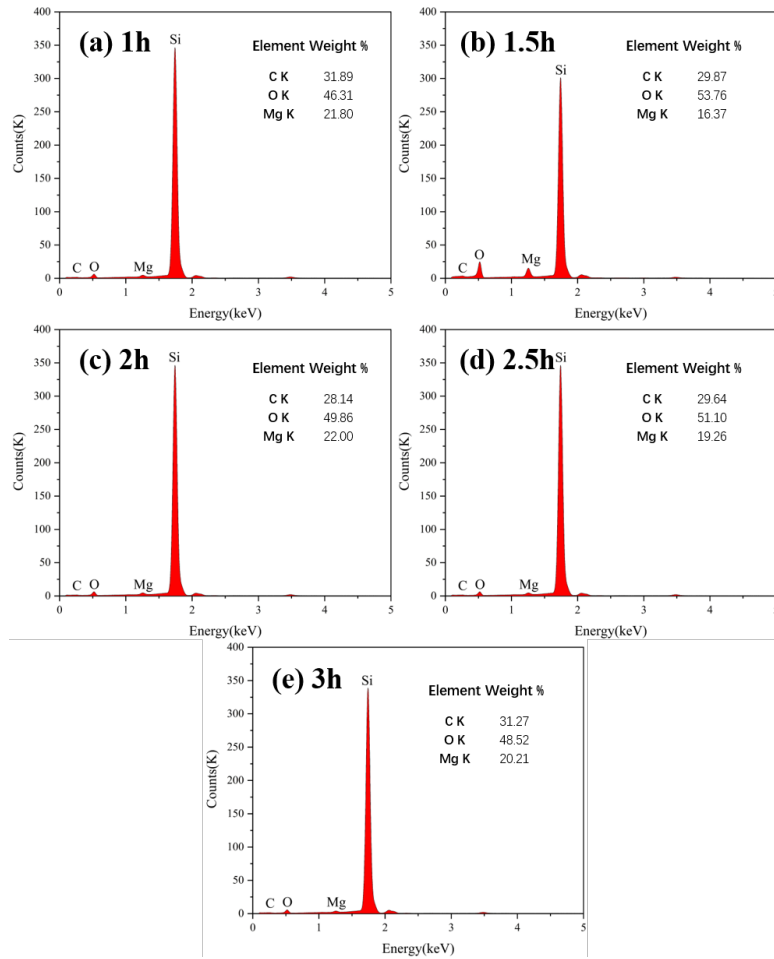 (a) 1h
Si
Element Weight %
C K 31.89
O K 46.31
Mg K 21.80
C O Mg
400
350
300
250
200
150
100
50
0
Counts(K)
0 1 2 3 4 5
Energy(keV)
(b) 1.5h
Si
Element Weight %
C K 29.87
O K 53.76
Mg K 16.37
C O Mg
400
350
300
250
200
150
100
50
0
Counts(K)
0 1 2 3 4
Energy(keV)
(c) 2h
Si
Element Weight %
C K 28.14
O K 49.86
Mg K 22.00
C O Mg
400
350
300
250
200
150
100
50
0
Counts(K)
0 1 2 3 4 5
Energy(keV)
(d) 2.5h
Si
Element Weight %
C K 29.64
O K 51.10
Mg K 19.26
C O Mg
400
350
300
250
200
150
100
50
0
Counts(K)
0 1 2 3 4
Energy(keV)
(e) 3h
Si
Element Weight %
C K 31.27
O K 48.52
Mg K 20.21
C O Mg
400
350
300
250
200
150
100
50
0
Counts(K)
0 1 2 3 4 5
Energy(keV)